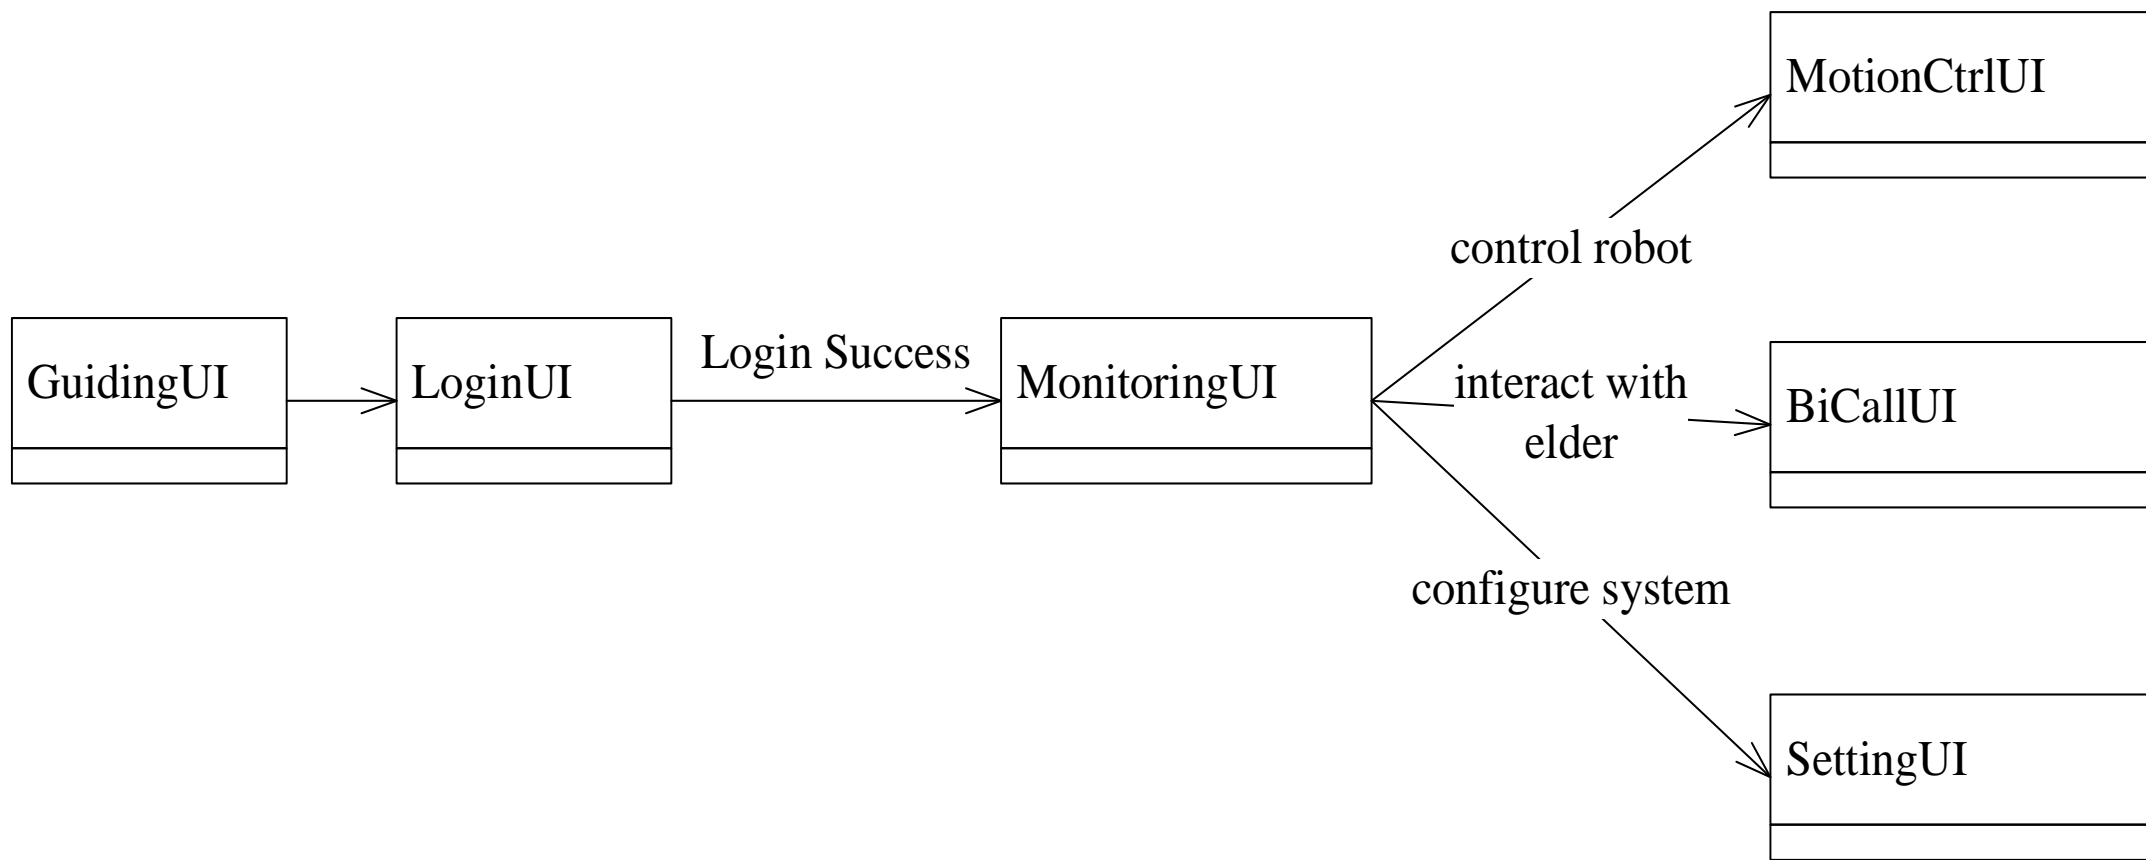 MotionCtrlUI
control robot
GuidingUI
LoginUI
Login Success
MonitoringUI
interact with
elder
BiCallUI
configure system
SettingUI